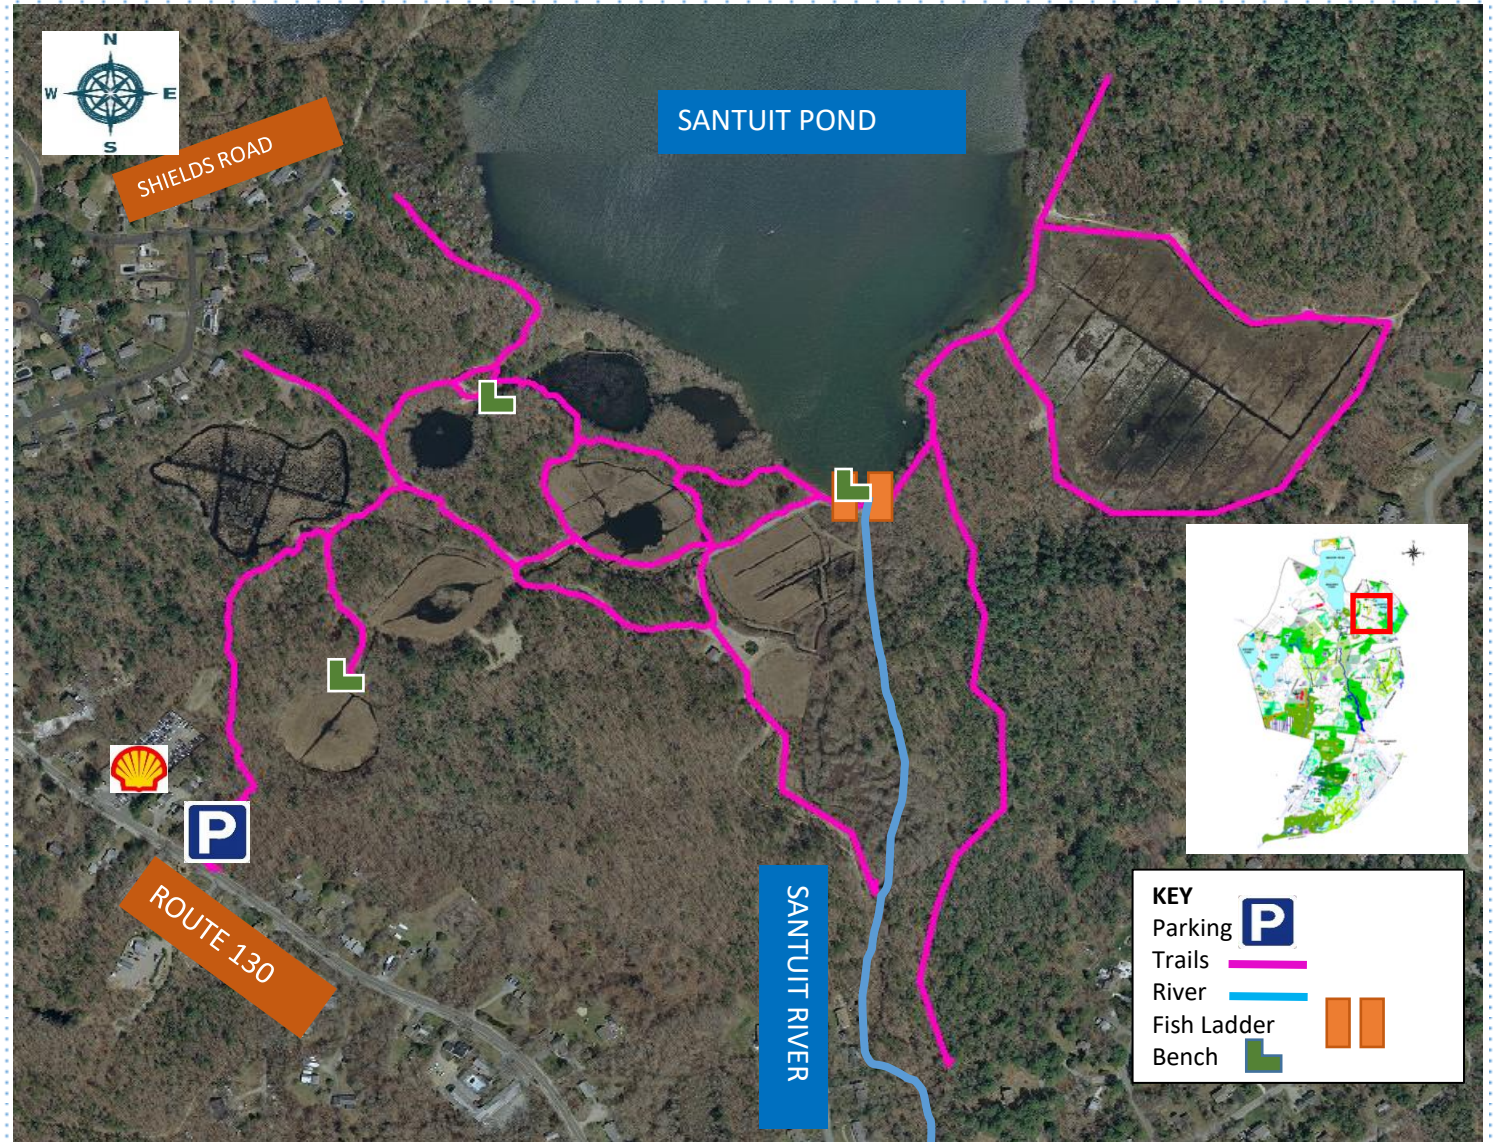 N
W E
S
SHIELDS ROAD
SANTUIT POND
P
ROUTE 130
SANTUIT RIVER
KEY
Parking P
Trails
River
Fish Ladder
Bench